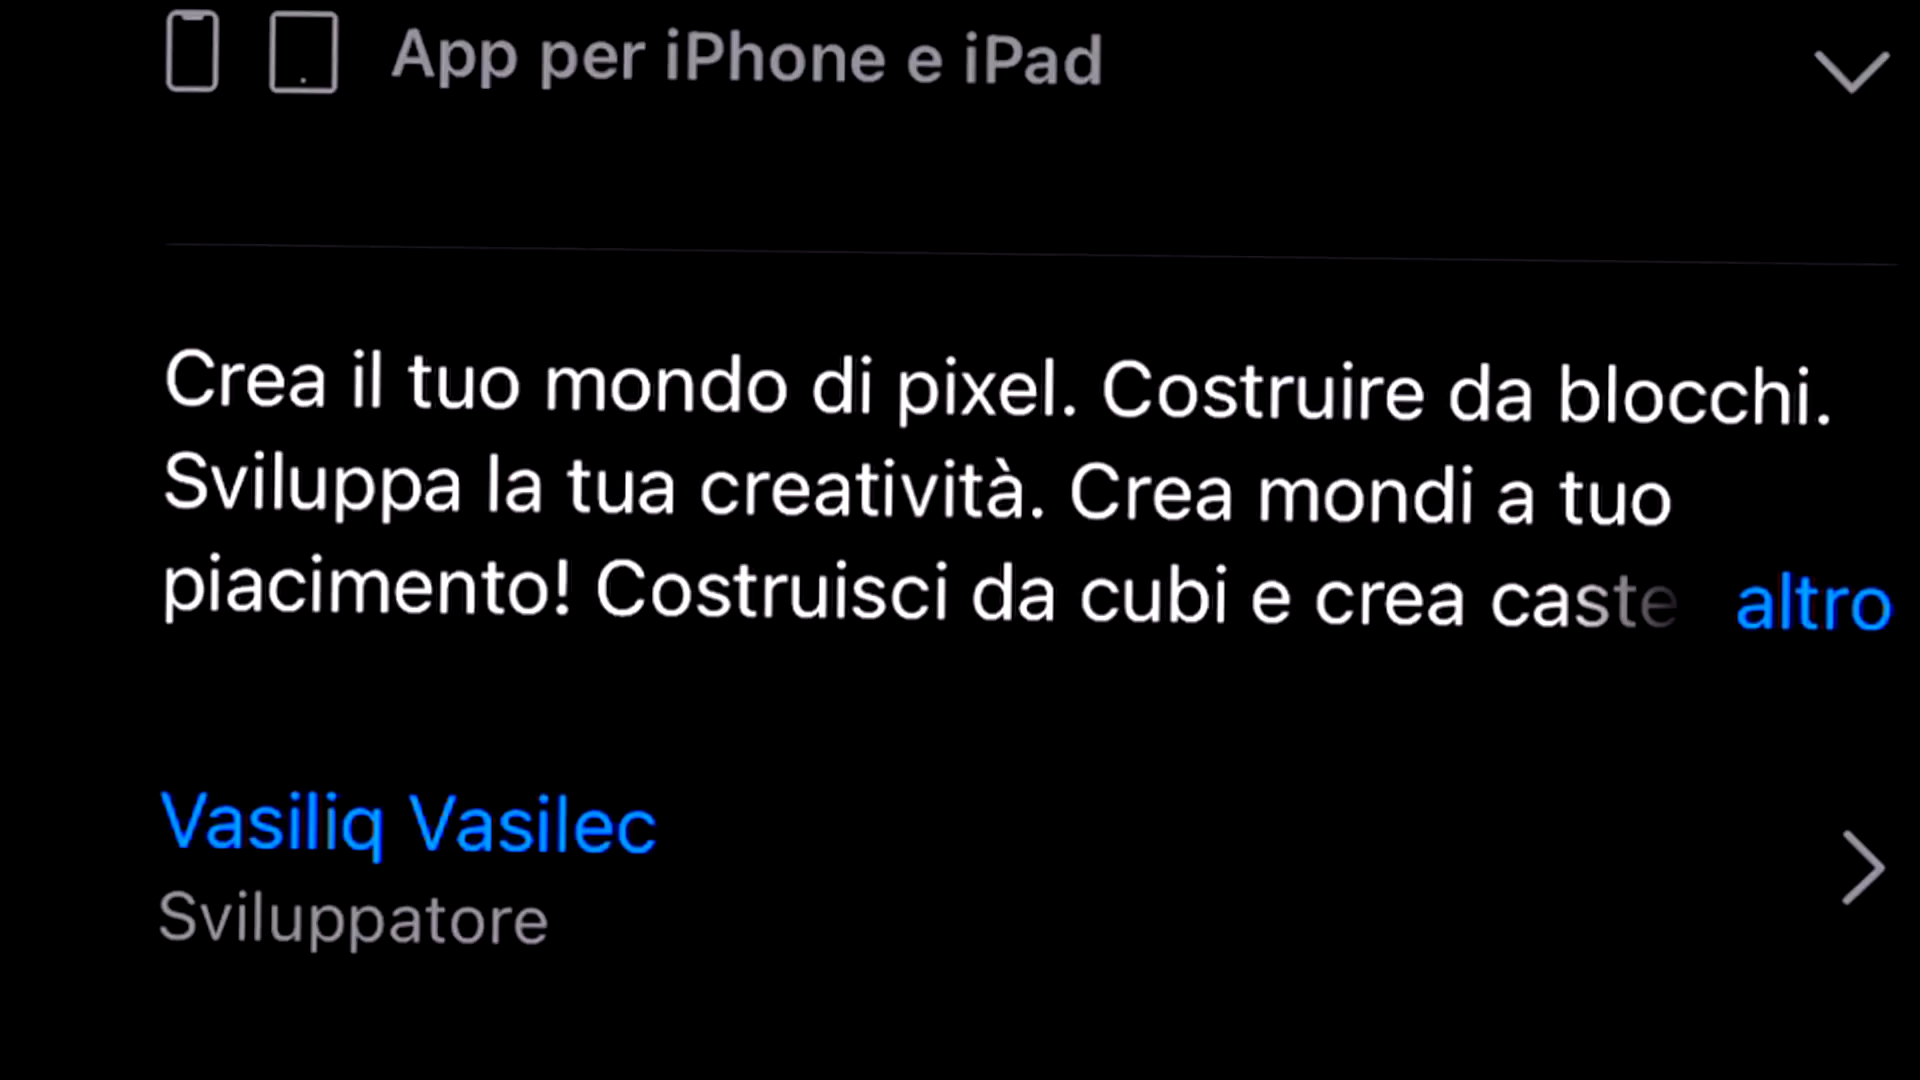 App per iPhone e iPad
Crea il tuo mondo di pixel. Costruire da blocchi.
Sviluppa la tua creatività. Crea mondi a tuo
piacimento! Costruisci da cubi e crea caste altro
Vasiliq Vasilec
Sviluppatore